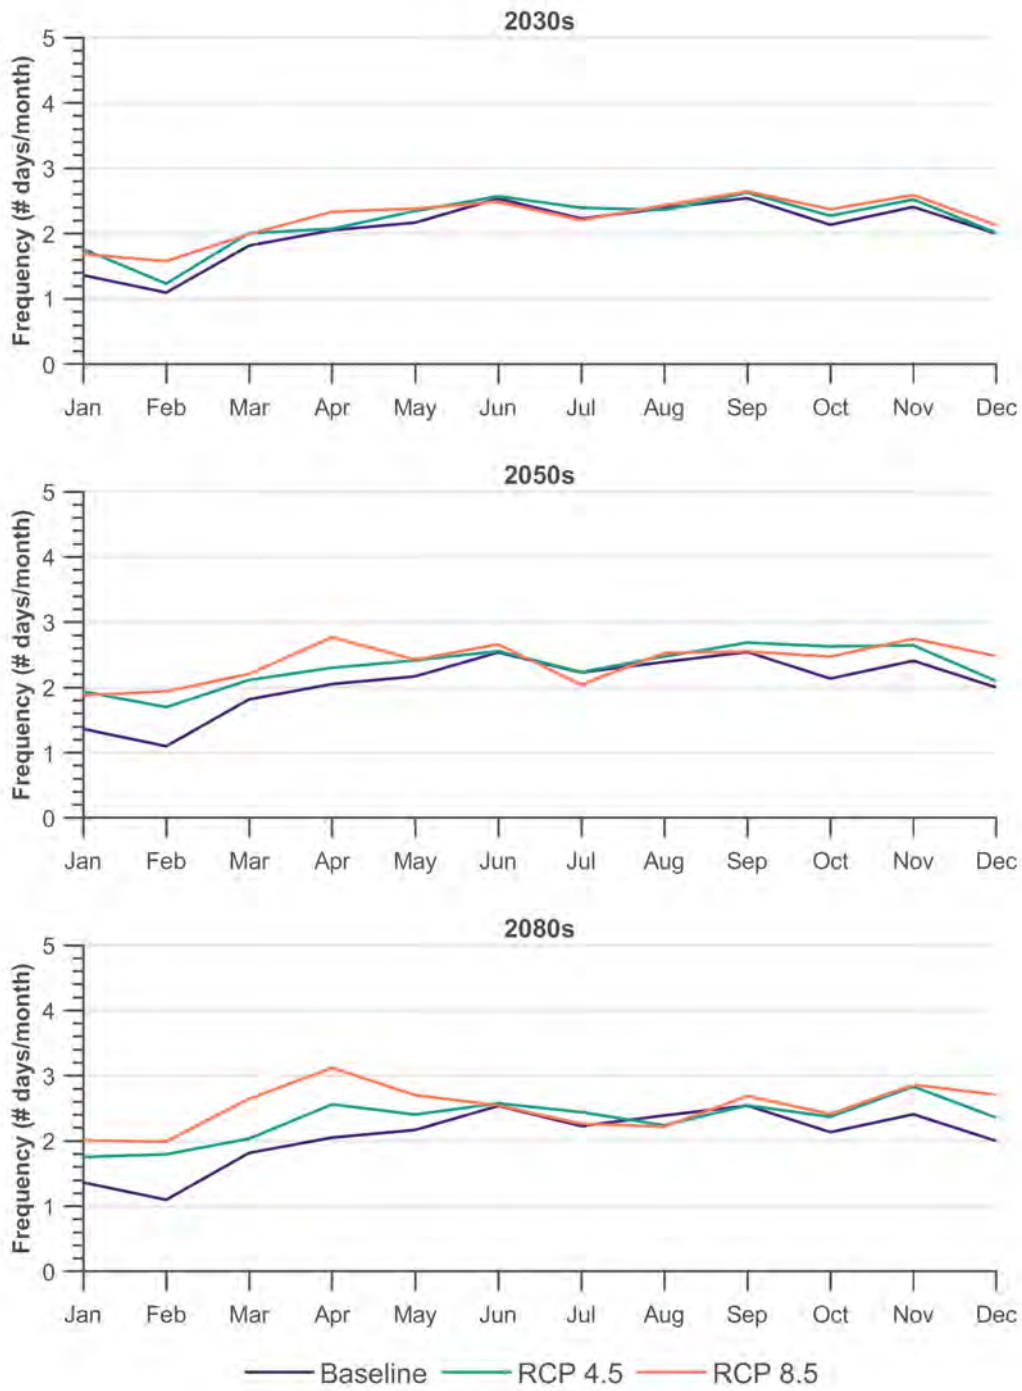 2030s
Frequency (# days/month)
5
4
3
2
1
0
Jan Feb Mar Apr May Jun Jul Aug Sep Oct Nov Dec
2050s
Frequency (# days/month)
5
4
3
2
1
0
Jan Feb Mar Apr May Jun Jul Aug Sep Oct Nov Dec
2080s
Frequency (# days/month)
5
4
3
2
1
0
Jan Feb Mar Apr May Jun Jul Aug Sep Oct Nov Dec
Baseline RCP 4.5 RCP 8.5